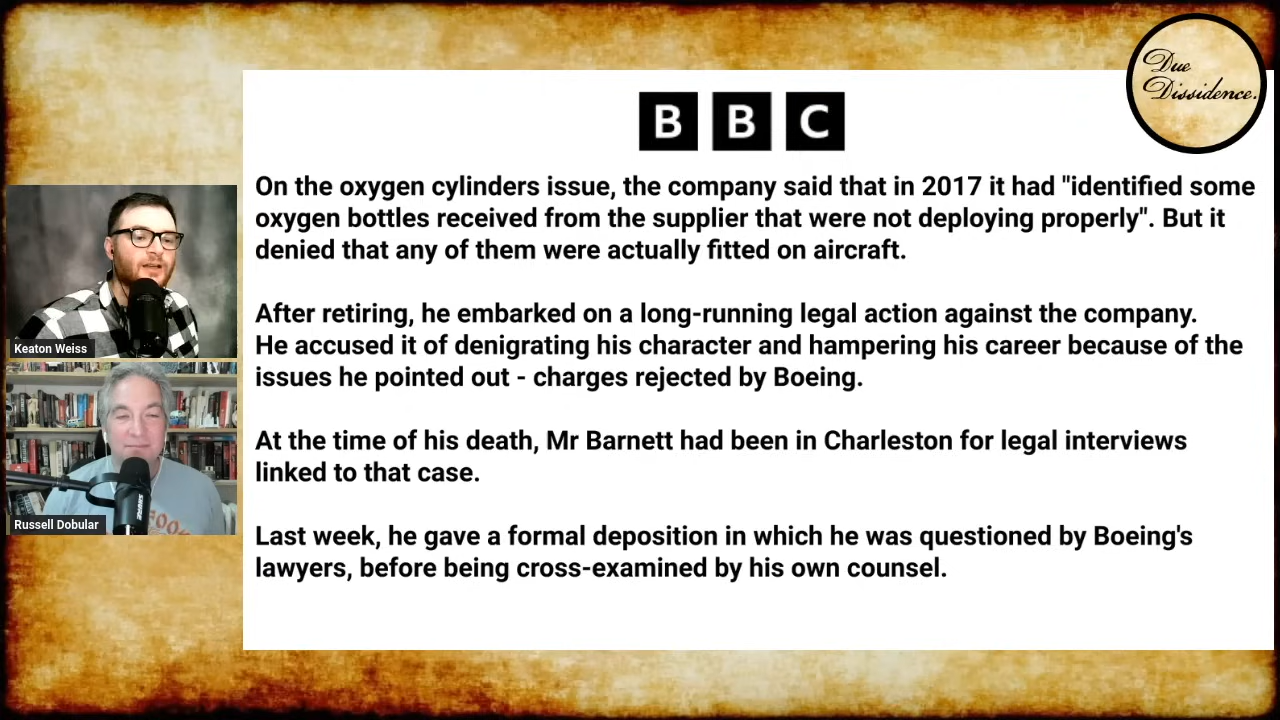 BBC
Due
Dissidence.
On the oxygen cylinders issue, the company said that in 2017 it had "identified some
oxygen bottles received from the supplier that were not deploying properly". But it
denied that any of them were actually fitted on aircraft.
After retiring, he embarked on a long-running legal action against the company.
He accused it of denigrating his character and hampering his career because of the
issues he pointed out - charges rejected by Boeing.
At the time of his death, Mr Barnett had been in Charleston for legal interviews
linked to that case.
Last week, he gave a formal deposition in which he was questioned by Boeing's
lawyers, before being cross-examined by his own counsel.
Keaton Weiss
Russell Dobular